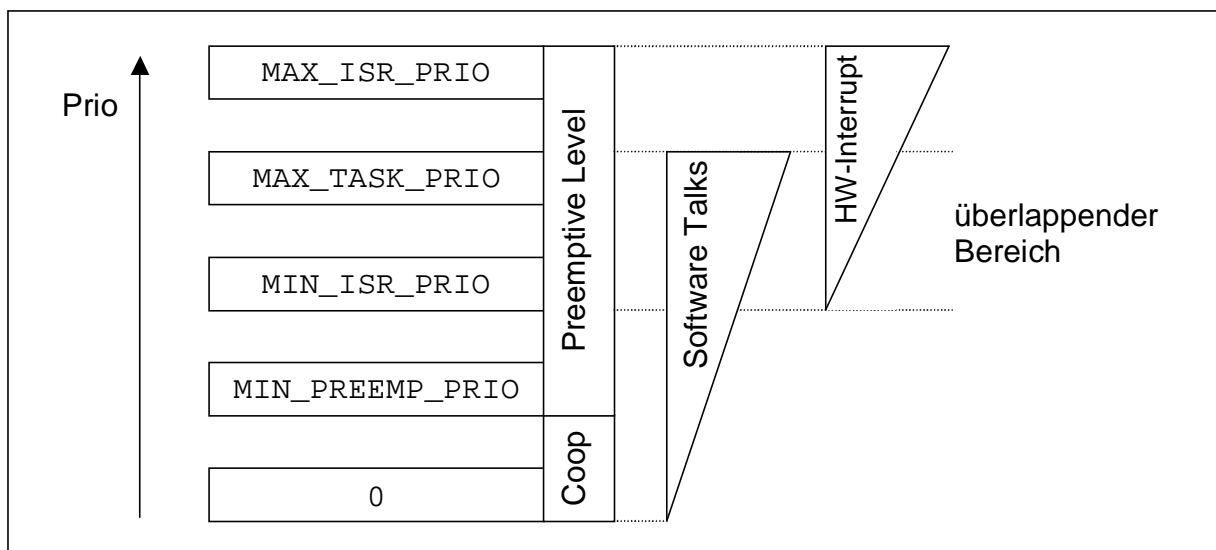 Prio
MAX_ISR_PRIO
MAX_TASK_PRIO
MIN_ISR_PRIO
MIN_PREEMP_PRIO
0
Preemptive Level
Coop
Software Talks
HW-Interrupt
überlappender
Bereich